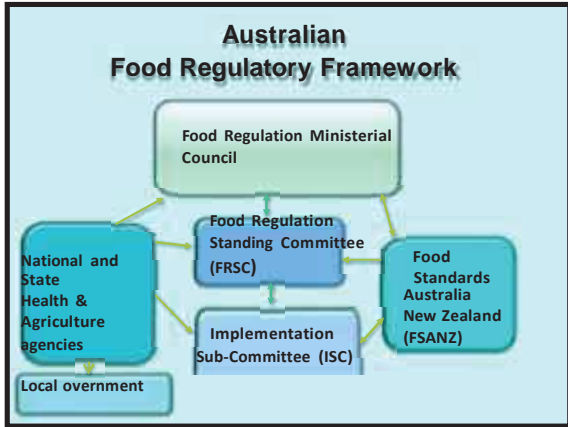 Australian
Food Regulatory Framework
Food Regulation Ministerial
Council
Food Regulation
Standing Committee
(FRSC)
National and
State
Health &
Agriculture
agencies
Food
Standards
Australia
New Zealand
(FSANZ)
Implementation
Sub-Committee (ISC)
Local overnment